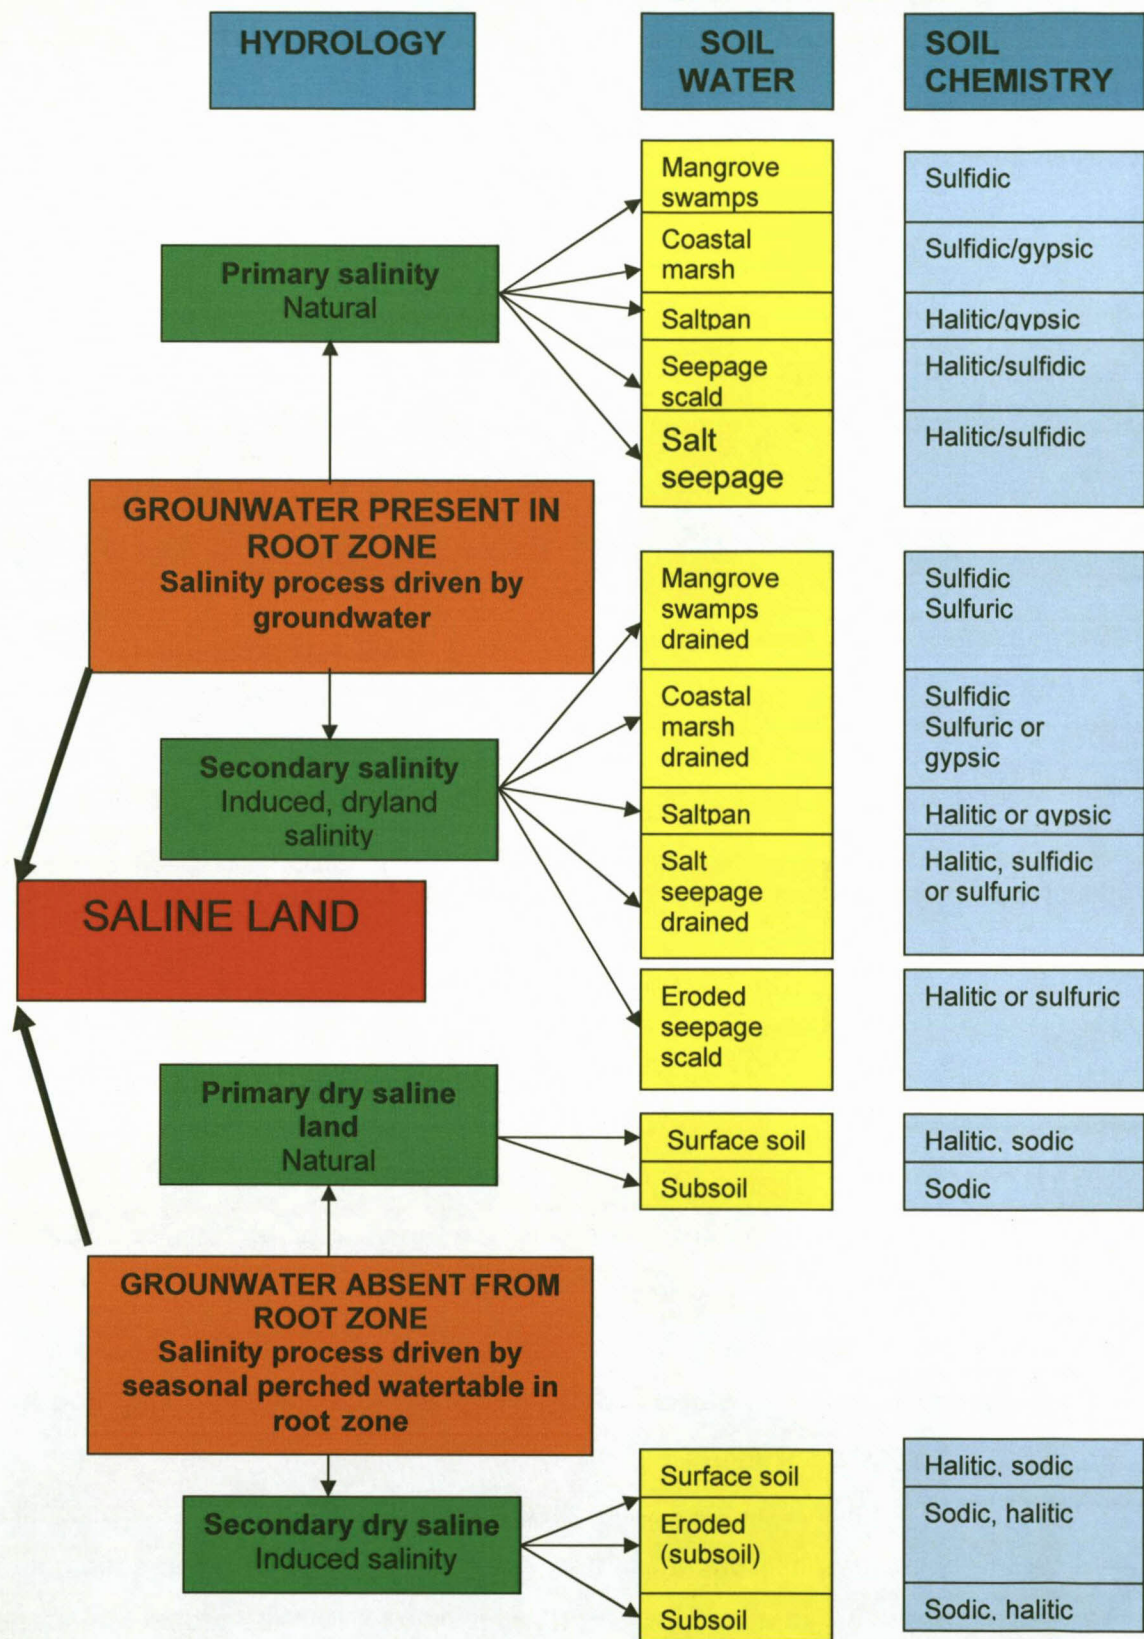 HYDROLOGY
SOIL
WATER
SOIL
CHEMISTRY
Primary salinity
Natural
Mangrove
swamps
Sulfidic
Coastal
marsh
Sulfidic/gypsic
Saltpan
Halitic/gypsic
Seepage
scald
Halitic/sulfidic
Salt
seepage
Halitic/sulfidic
GROUNWATER PRESENT IN
ROOT ZONE
Salinity process driven by
groundwater
Secondary salinity
Induced, dryland
salinity
Mangrove
swamps
drained
Sulfidic
Sulfuric
Coastal
marsh
drained
Sulfidic
Sulfuric or
gypsic
Saltpan
Halitic or gypsic
Salt
seepage
drained
Halitic, sulfidic
or sulfuric
Eroded
seepage
scald
Halitic or sulfuric
SALINE LAND
Primary dry saline
land
Natural
Surface soil
Halitic, sodic
Subsoil
Sodic
GROUNWATER ABSENT FROM
ROOT ZONE
Salinity process driven by
seasonal perched watertable in
root zone
Secondary dry saline
Induced salinity
Surface soil
Halitic, sodic
Eroded
(subsoil)
Sodic, halitic
Subsoil
Sodic, halitic